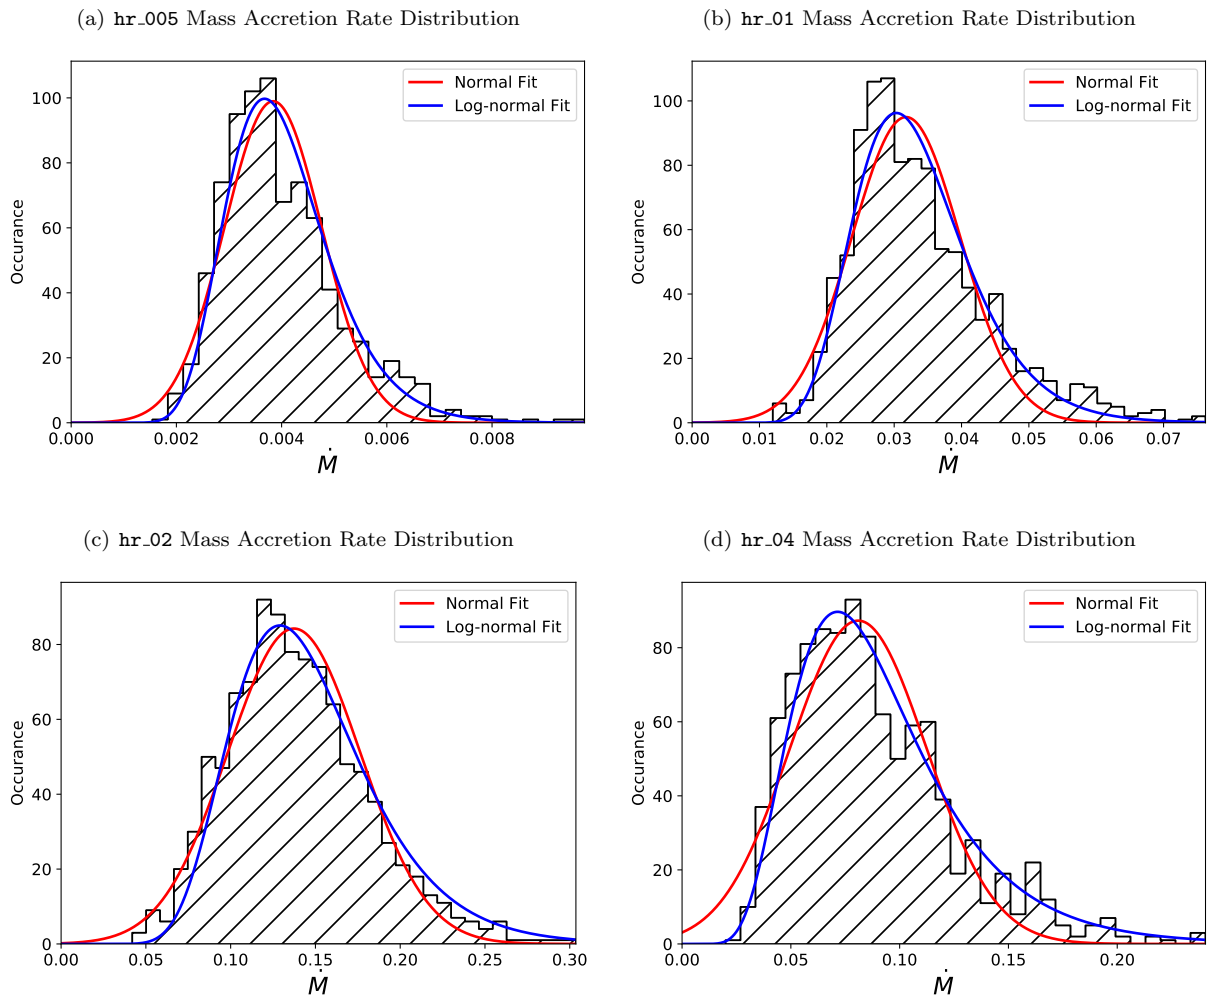 (a) hr_005 Mass Accretion Rate Distribution
Normal Fit
Log-normal Fit
100
80
60
40
20
0
Occurance
0.000 0.002 0.004 0.006 0.008
Ṁ
(b) hr_01 Mass Accretion Rate Distribution
Normal Fit
Log-normal Fit
100
80
60
40
20
0
Occurance
0.00 0.01 0.02 0.03 0.04 0.05 0.06 0.07
Ṁ
(c) hr_02 Mass Accretion Rate Distribution
Normal Fit
Log-normal Fit
80
60
40
20
0
Occurance
0.00 0.05 0.10 0.15 0.20 0.25 0.30
Ṁ
(d) hr_04 Mass Accretion Rate Distribution
Normal Fit
Log-normal Fit
80
60
40
20
0
Occurance
0.00 0.05 0.10 0.15 0.20
Ṁ